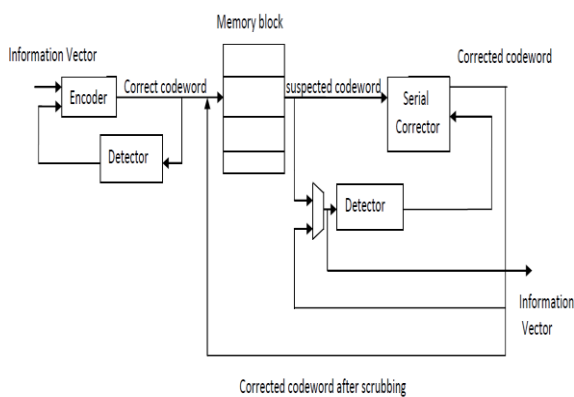 Memory block
Information Vector
Corrected codeword
Encoder
Correct codeword
suspected codeword
Serial
Corrector
Detector
Detector
Information
Vector
Corrected codeword after scrubbing